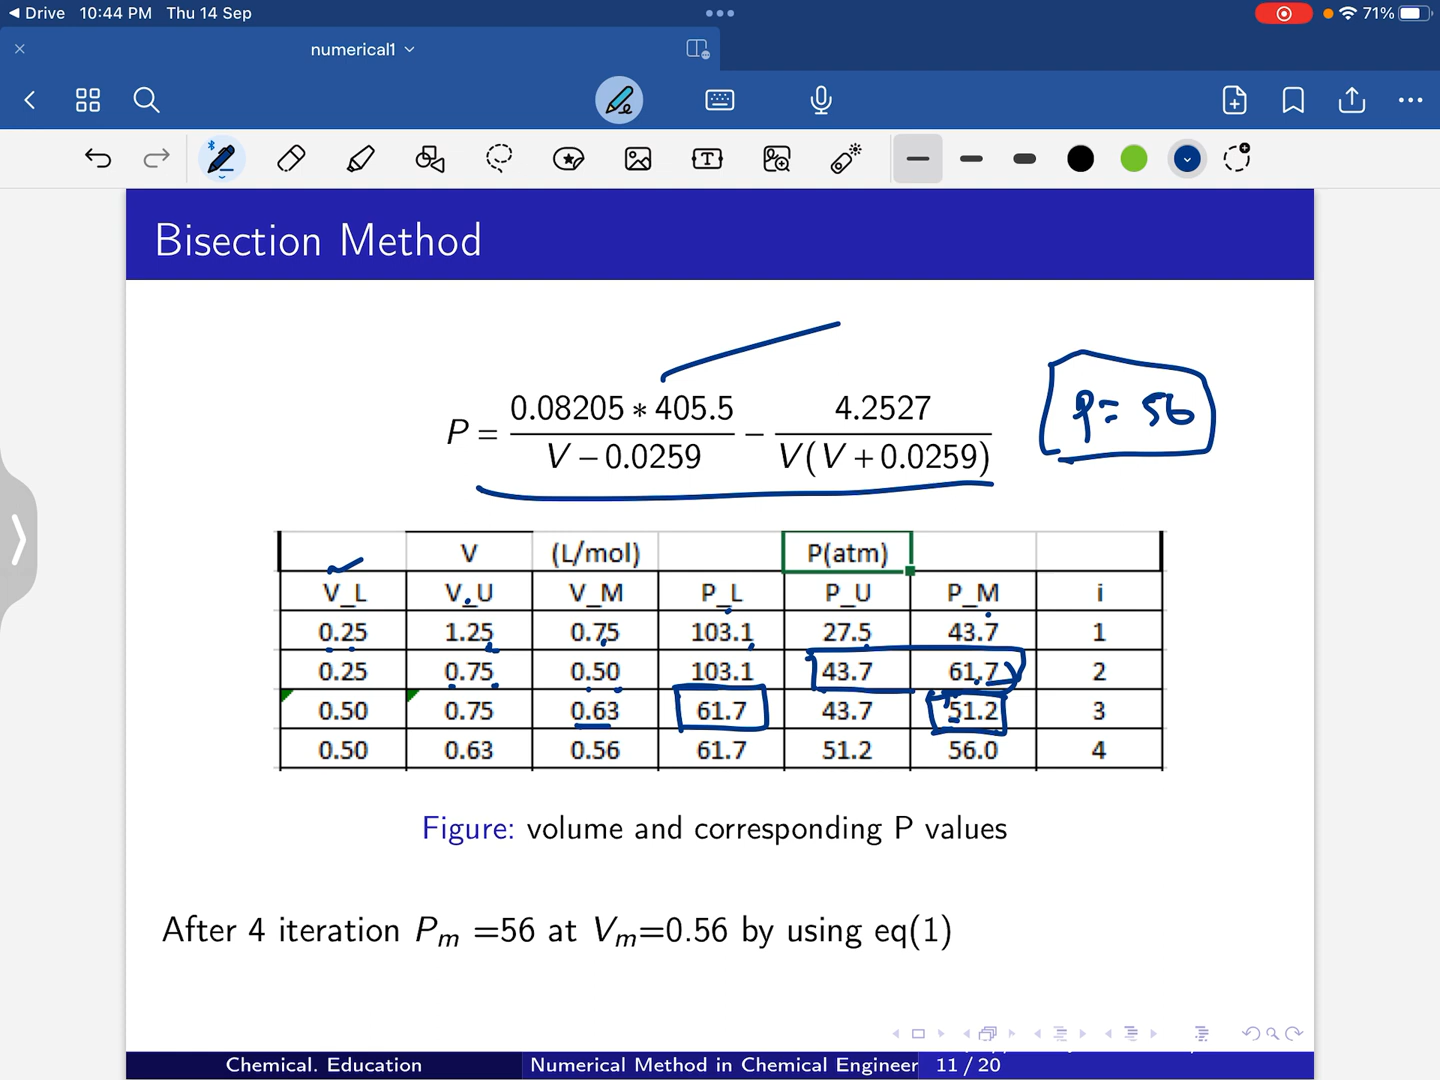 Drive 10:44 PM Thu 14 Sep 71%
numerical1
Bisection Method
P = 0.08205 ∗ 405.5 / V − 0.0259 − 4.2527 / V(V + 0.0259)
P = 56
V (L/mol) P(atm)
V_L V_U V_M P_L P_U P_M i
0.25 1.25 0.75 103.1 27.5 43.7 1
0.25 0.75 0.50 103.1 43.7 61.7 2
0.50 0.75 0.63 61.7 43.7 51.2 3
0.50 0.63 0.56 61.7 51.2 56.0 4
Figure: volume and corresponding P values
After 4 iteration Pm =56 at Vm=0.56 by using eq(1)
Chemical. Education Numerical Method in Chemical Engineer 11 / 20